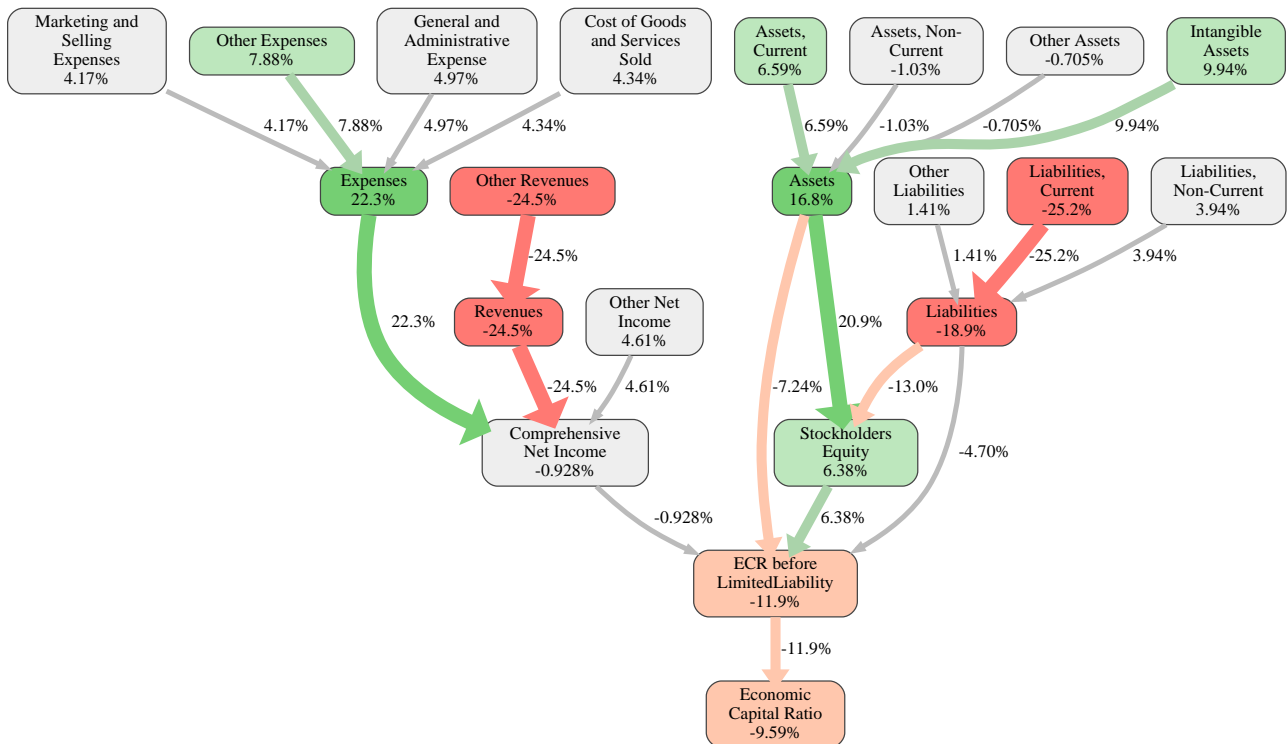 Marketing and
Selling
Expenses
4.17%
Other Expenses
7.88%
General and
Administrative
Expense
4.97%
Cost of Goods
and Services
Sold
4.34%
Assets,
Current
6.59%
Assets, Non-
Current
-1.03%
Other Assets
-0.705%
Intangible
Assets
9.94%
4.17%
7.88%
4.97%
4.34%
6.59%
-1.03%
-0.705%
9.94%
Expenses
22.3%
Other Revenues
-24.5%
Assets
16.8%
Other
Liabilities
1.41%
Liabilities,
Current
-25.2%
Liabilities,
Non-Current
3.94%
-24.5%
1.41%
-25.2%
3.94%
22.3%
Revenues
-24.5%
Other Net
Income
4.61%
20.9%
Liabilities
-18.9%
-24.5%
4.61%
-7.24%
-13.0%
Comprehensive
Net Income
-0.928%
Stockholders
Equity
6.38%
-4.70%
-0.928%
6.38%
ECR before
LimitedLiability
-11.9%
-11.9%
Economic
Capital Ratio
-9.59%